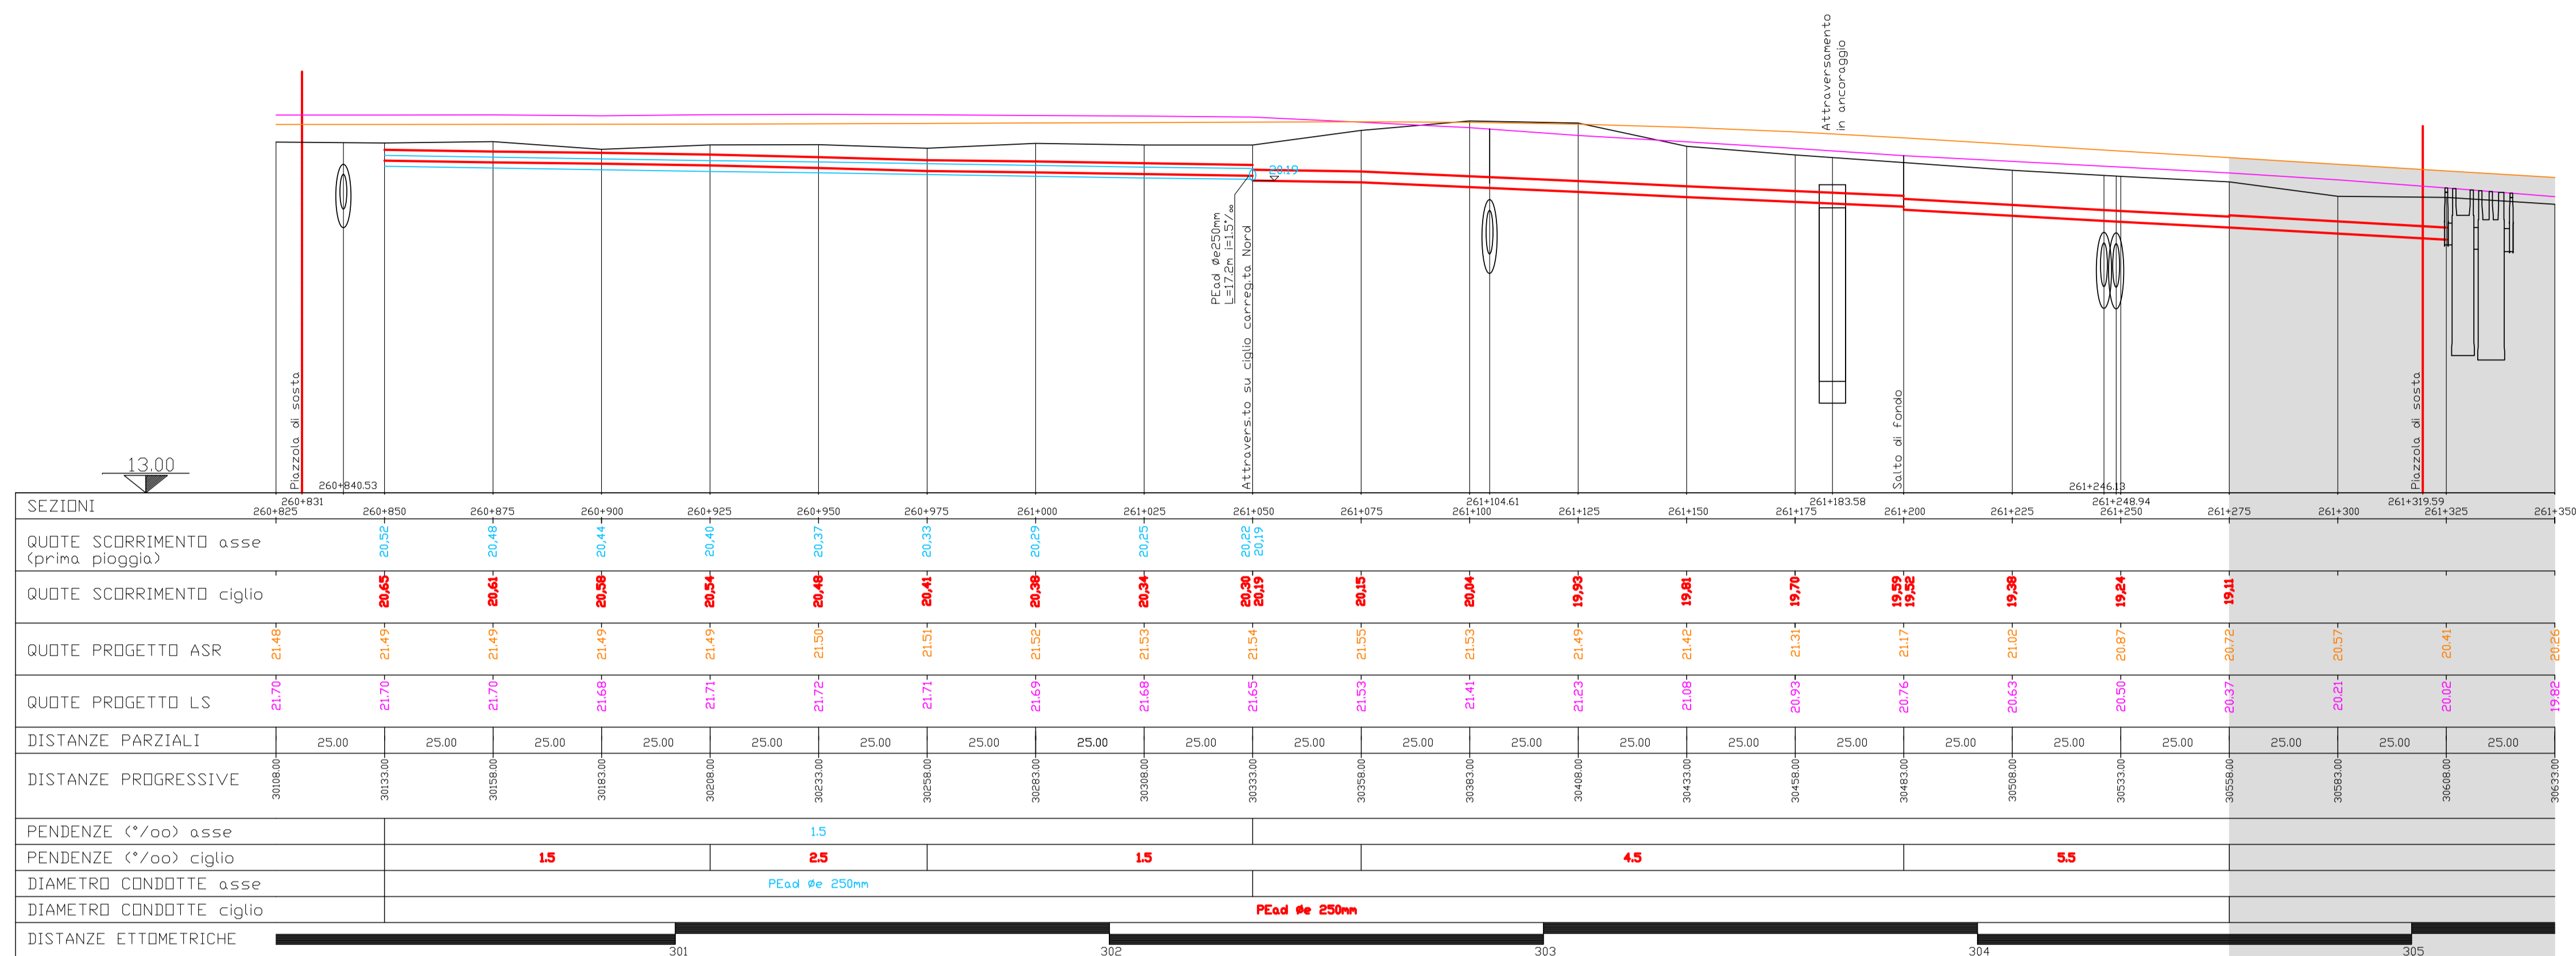 Attraversamento
in ancoraggio
20.19
PEad Øe250mm
L=17.2m i=1.5°/∞
Attravers.to su ciglio carreg.ta Nord
Piazzola di sosta
Salto di fondo
Piazzola di sosta
13.00
260+840.53
261+246.13
SEZIONI
260+831
261+104.61
261+183.58
261+248.94
261+319.59
260+825 260+850 260+875 260+900 260+925 260+950 260+975 261+000 261+025 261+050 261+075 261+100 261+125 261+150 261+175 261+200 261+225 261+250 261+275 261+300 261+325 261+350
QUOTE SCORRIMENTO asse
(prima pioggia)
20,52 20,48 20,44 20,40 20,37 20,33 20,29 20,25 20,22 20,19
QUOTE SCORRIMENTO ciglio
20,65 20,61 20,58 20,54 20,48 20,41 20,38 20,34 20,30 20,19 20,15 20,04 19,93 19,81 19,70 19,59 19,52 19,38 19,24 19,11
QUOTE PROGETTO ASR
21.48 21.49 21.49 21.49 21.49 21.50 21.51 21.52 21.53 21.54 21.55 21.53 21.49 21.42 21.31 21.17 21.02 20.87 20.72 20.57 20.41 20.26
QUOTE PROGETTO LS
21.70 21.70 21.70 21.68 21.71 21.72 21.71 21.69 21.68 21.65 21.53 21.41 21.23 21.08 20.93 20.76 20.63 20.50 20.37 20.21 20.02 19.82
DISTANZE PARZIALI
25.00 25.00 25.00 25.00 25.00 25.00 25.00 25.00 25.00 25.00 25.00 25.00 25.00 25.00 25.00 25.00 25.00 25.00 25.00 25.00 25.00
DISTANZE PROGRESSIVE
30108.00 30133.00 30158.00 30183.00 30208.00 30233.00 30258.00 30283.00 30308.00 30333.00 30358.00 30383.00 30408.00 30433.00 30458.00 30483.00 30508.00 30533.00 30558.00 30583.00 30608.00 30633.00
PENDENZE (°/oo) asse
1.5
PENDENZE (°/oo) ciglio
1.5 2.5 1.5 4.5 5.5
DIAMETRO CONDOTTE asse
PEad Øe 250mm
DIAMETRO CONDOTTE ciglio
PEad Øe 250mm
DISTANZE ETTOMETRICHE
301 302 303 304 305